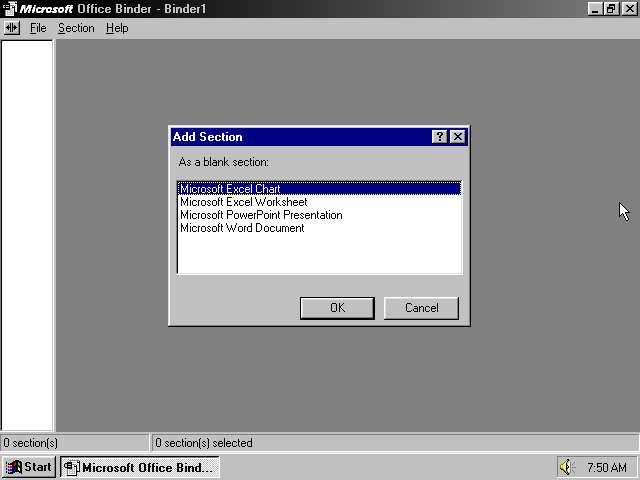 Microsoft Office Binder - Binder1
File Section Help
Add Section
As a blank section:
Microsoft Excel Chart
Microsoft Excel Worksheet
Microsoft PowerPoint Presentation
Microsoft Word Document
OK Cancel
0 section(s) 0 section(s) selected
Start Microsoft Office Bind... 7:50 AM